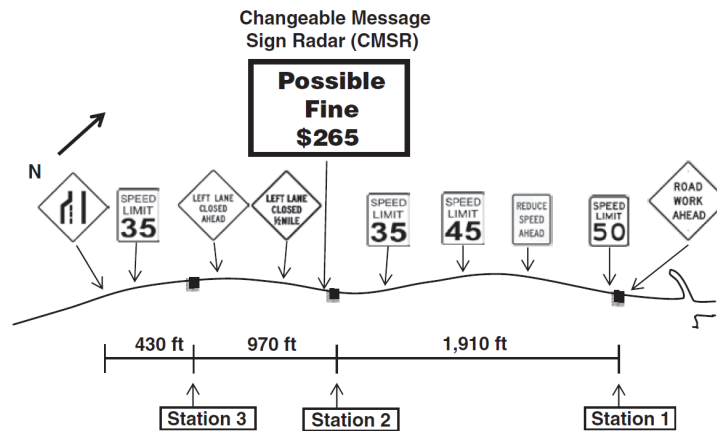 Changeable Message
Sign Radar (CMSR)
Possible
Fine
$265
N
SPEED
LIMIT
35
LEFT LANE
CLOSED
AHEAD
LEFT LANE
CLOSED
½MILE
SPEED
LIMIT
35
SPEED
LIMIT
45
REDUCE
SPEED
AHEAD
SPEED
LIMIT
50
ROAD
WORK
AHEAD
430 ft
970 ft
1,910 ft
Station 3
Station 2
Station 1